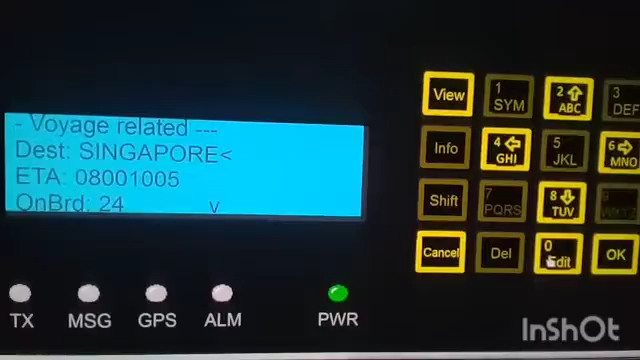 - Voyage related ---
Dest: SINGAPORE<
ETA: 08001005
OnBrd: 24 v
View
1 SYM
2 ABC
3 DEF
Info
4 GHI
5 JKL
6 MNO
Shift
7 PQRS
8 TUV
9
Cancel
Del
0 Edit
OK
TX MSG GPS ALM PWR
InShOt